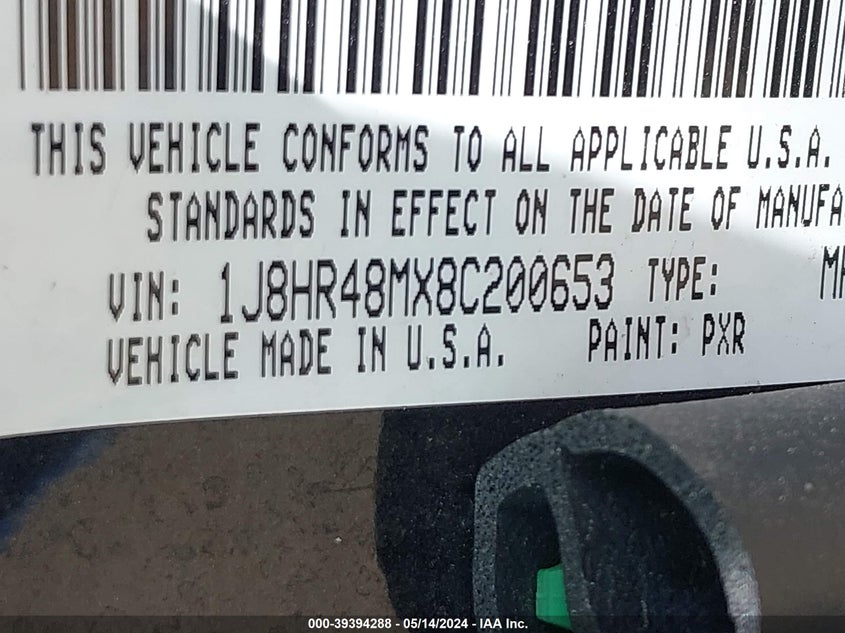 THIS VEHICLE CONFORMS TO ALL APPLICABLE U.S.A.
STANDARDS IN EFFECT ON THE DATE OF
VIN: 1J8HR48MX8C200653 TYPE:
VEHICLE MADE IN U.S.A. PAINT: PXR
000-39394288 - 05/14/2024 - IAA Inc.